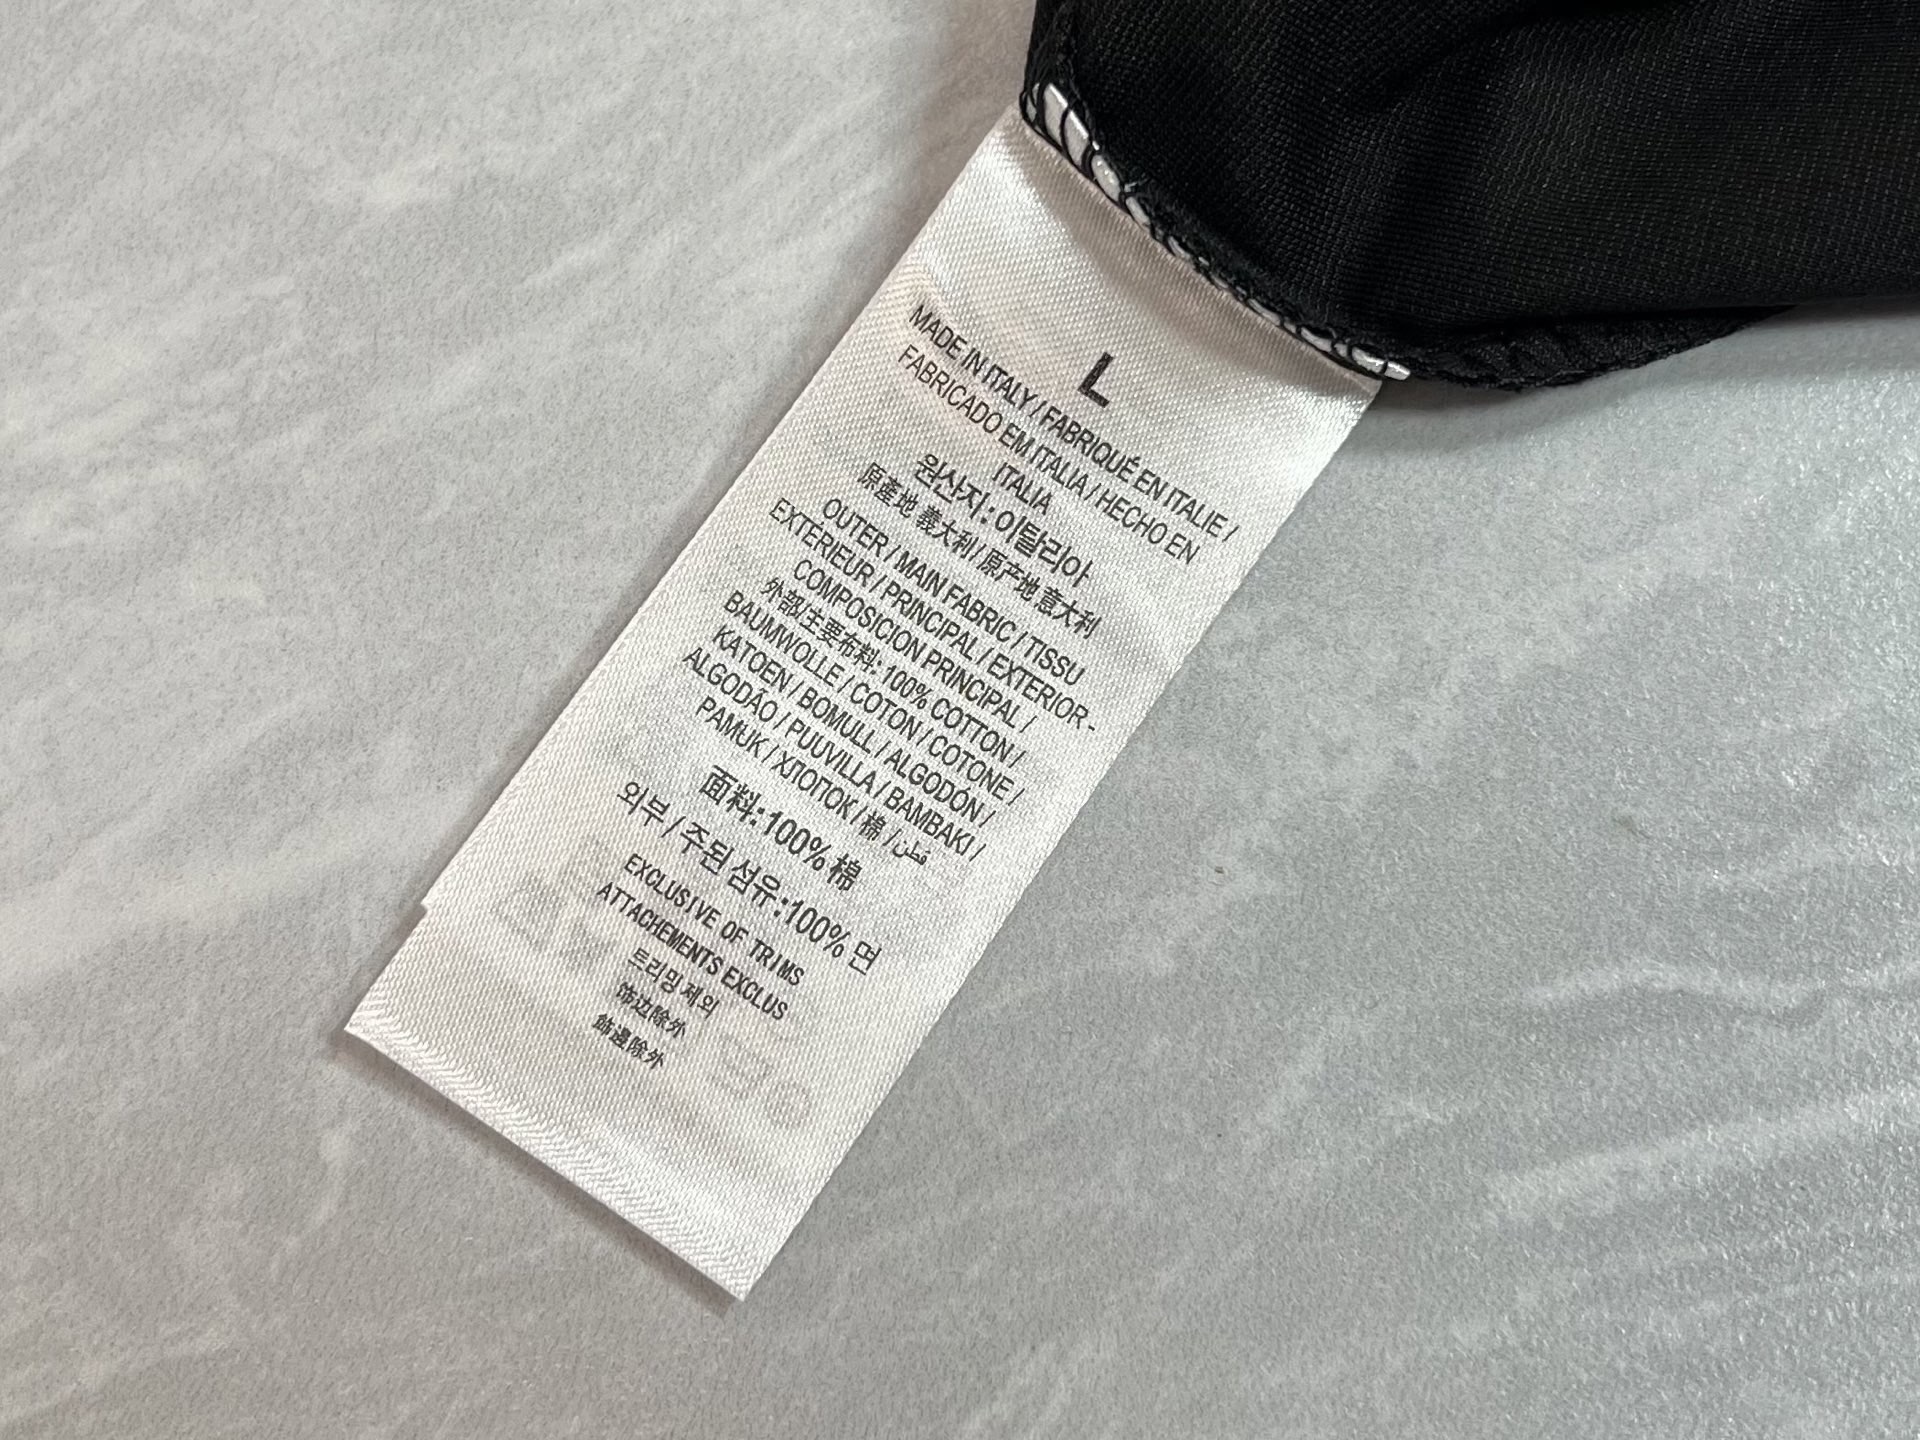 L
MADE IN ITALY / FABRIQUÉ EN ITALIE /
FABRICADO EM ITALIA / HECHO EN
ITALIA
원산지: 이탈리아
原產地 義大利 / 原产地 意大利
OUTER / MAIN FABRIC / TISSU
EXTERIEUR / PRINCIPAL / EXTERIOR-
COMPOSICION PRINCIPAL /
外部/主要布料: 100% COTTON /
BAUMWOLLE / COTON / COTONE /
KATOEN / BOMULL / ALGODÓN /
ALGODÁO / PUUVILLA / BAMBAKI /
PAMUK / ХЛОПОК / 棉 / قطن
面料: 100% 棉
외부 / 주된 섬유: 100% 면
EXCLUSIVE OF TRIMS
ATTACHEMENTS EXCLUS
트리밍 제외
饰边除外
飾邊除外